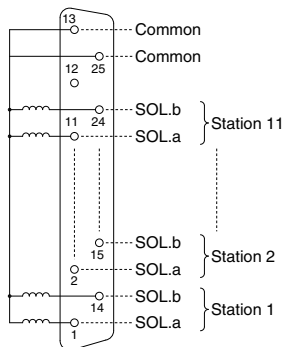 13 Common
25 Common
12
24 SOL.b
Station 11
11 SOL.a
15 SOL.b
Station 2
2 SOL.a
14 SOL.b
Station 1
1 SOL.a